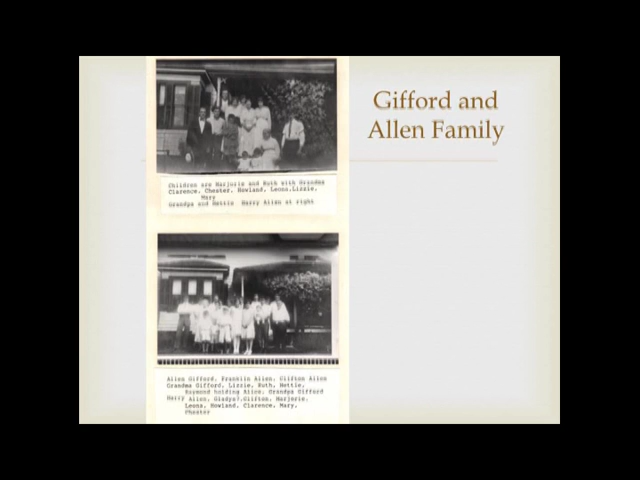 Gifford and
Allen Family
Children are Marjorie and Ruth with Grandma
Clarence, Chester, Howland, Leona, Lizzie,
Mary
Grandpa and Nettie Harry Allen at right
Allen Gifford, Franklin Allen, Clifton Allen
Grandma Gifford, Lizzie, Ruth, Nettie,
Raymond holding Alice, Grandpa Gifford
Harry Allen, Gladys?, Clifton, Marjorie,
Leona, Howland, Clarence, Mary,
Chester